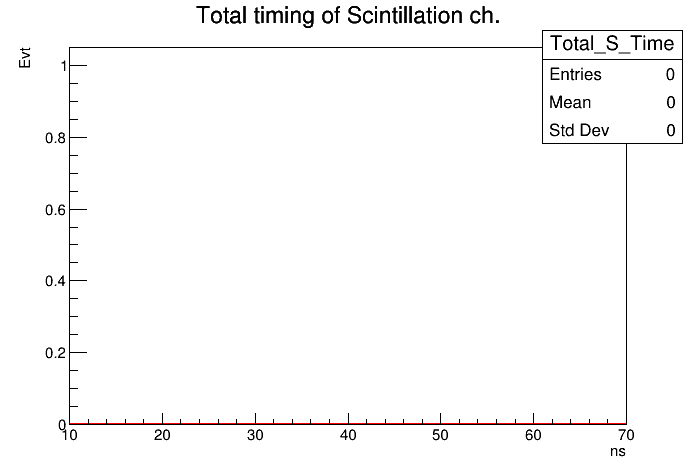 Total timing of Scintillation ch.
Evt
Total_S_Time
Entries 0
Mean 0
Std Dev 0
1
0.8
0.6
0.4
0.2
0
10 20 30 40 50 60 70
ns